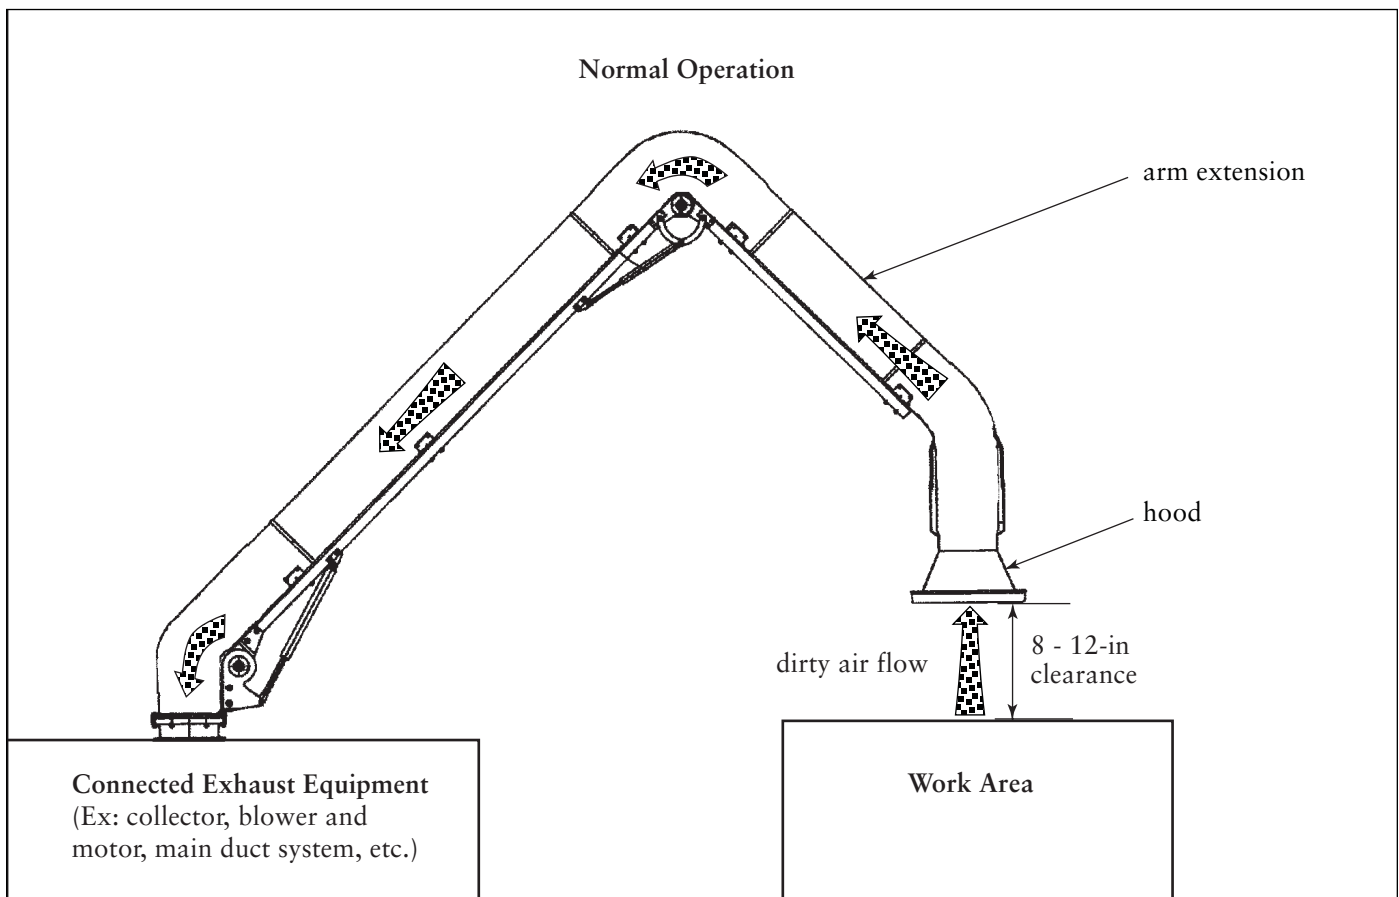 Normal Operation
arm extension
hood
dirty air flow
8 - 12-in
clearance
Connected Exhaust Equipment
(Ex: collector, blower and
motor, main duct system, etc.)
Work Area